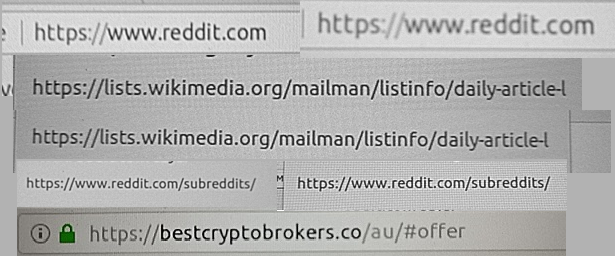 https://www.reddit.com
https://www.reddit.com
https://lists.wikimedia.org/mailman/listinfo/daily-article-l
https://lists.wikimedia.org/mailman/listinfo/daily-article-l
https://www.reddit.com/subreddits/
M https://www.reddit.com/subreddits/
https://bestcryptobrokers.co/au/#offer